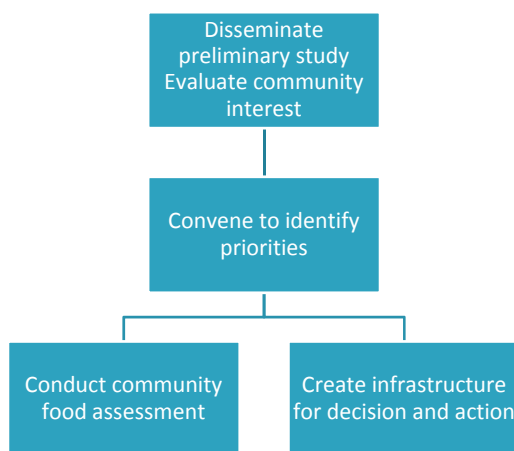 Disseminate
preliminary study
Evaluate community
interest
Convene to identify
priorities
Conduct community
food assessment
Create infrastructure
for decision and action